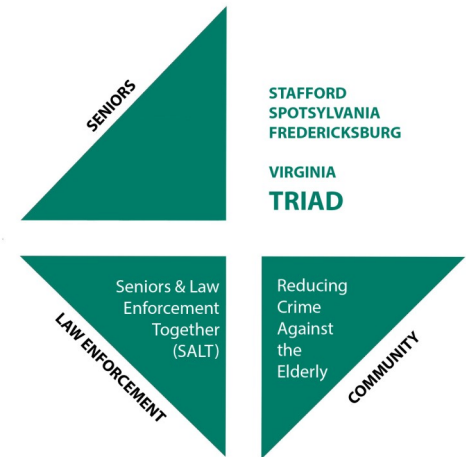 SENIORS
STAFFORD
SPOTSYLVANIA
FREDERICKSBURG
VIRGINIA
TRIAD
Seniors & Law
Enforcement
Together
(SALT)
LAW ENFORCEMENT
Reducing
Crime
Against
the
Elderly
COMMUNITY